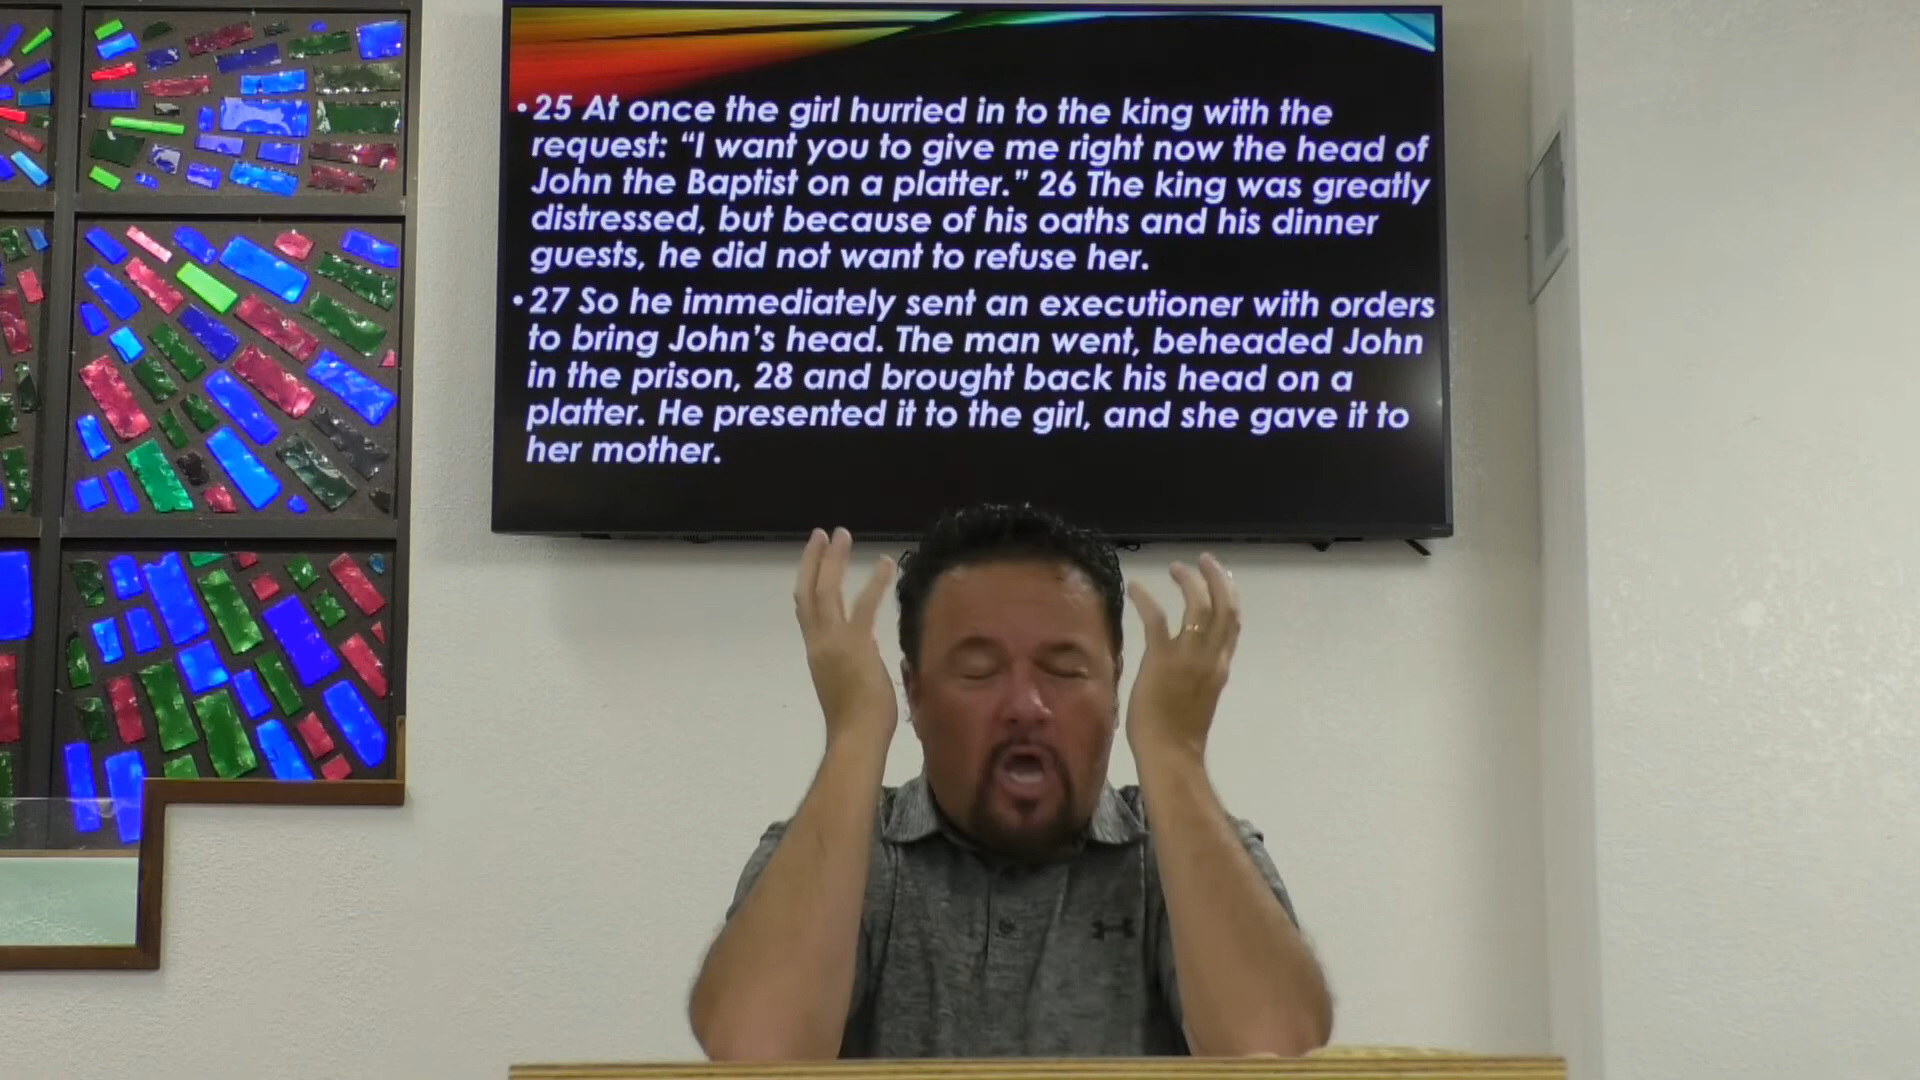 • 25 At once the girl hurried in to the king with the
request: “I want you to give me right now the head of
John the Baptist on a platter.” 26 The king was greatly
distressed, but because of his oaths and his dinner
guests, he did not want to refuse her.
• 27 So he immediately sent an executioner with orders
to bring John’s head. The man went, beheaded John
in the prison, 28 and brought back his head on a
platter. He presented it to the girl, and she gave it to
her mother.